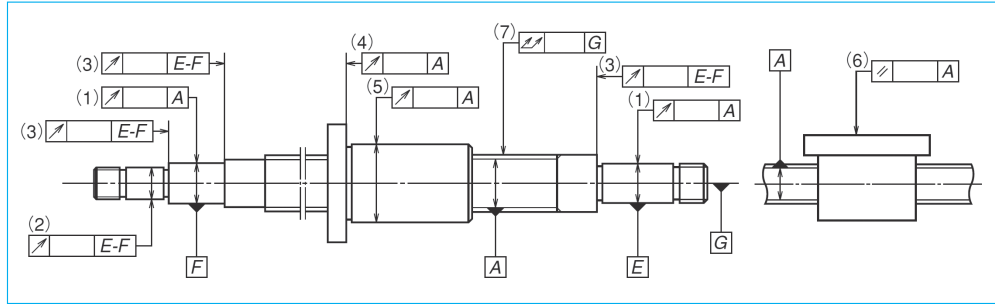 (3) E-F
(4) A
(7) G
(3) E-F
(1) A
(5) A
(1) A
(3) E-F
(2) E-F
F
A
E
G
A
(6) A